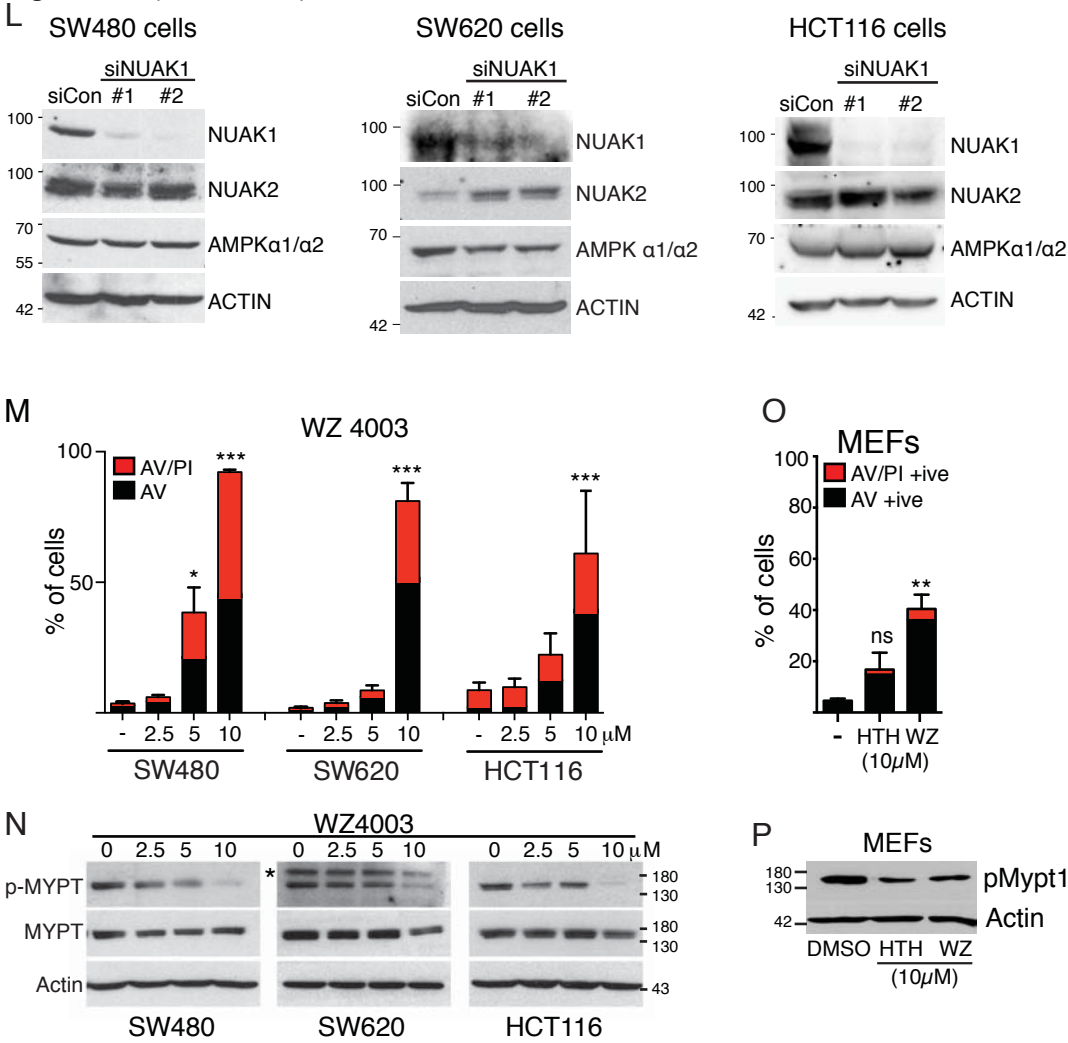 L
SW480 cells
siNUAK1
siCon #1 #2
100
NUAK1
100
NUAK2
70
AMPKα1/α2
55
ACTIN
42
SW620 cells
siNUAK1
siCon #1 #2
100
NUAK1
100
NUAK2
70
AMPK α1/α2
ACTIN
42
HCT116 cells
siNUAK1
siCon #1 #2
100
NUAK1
100
NUAK2
70
AMPKα1/α2
ACTIN
42
M
WZ 4003
100
50
% of cells
AV/PI
AV
*
***
***
***
- 2.5 5 10 - 2.5 5 10 - 2.5 5 10 μM
SW480 SW620 HCT116
O
MEFs
100
80
60
40
20
% of cells
AV/PI +ive
AV +ive
ns
**
- HTH WZ
(10μM)
N
WZ4003
0 2.5 5 10 0 2.5 5 10 0 2.5 5 10 μM
p-MYPT
*
180
130
MYPT
180
130
Actin
43
SW480 SW620 HCT116
P
MEFs
180
130
pMypt1
42
Actin
DMSO HTH WZ
(10μM)